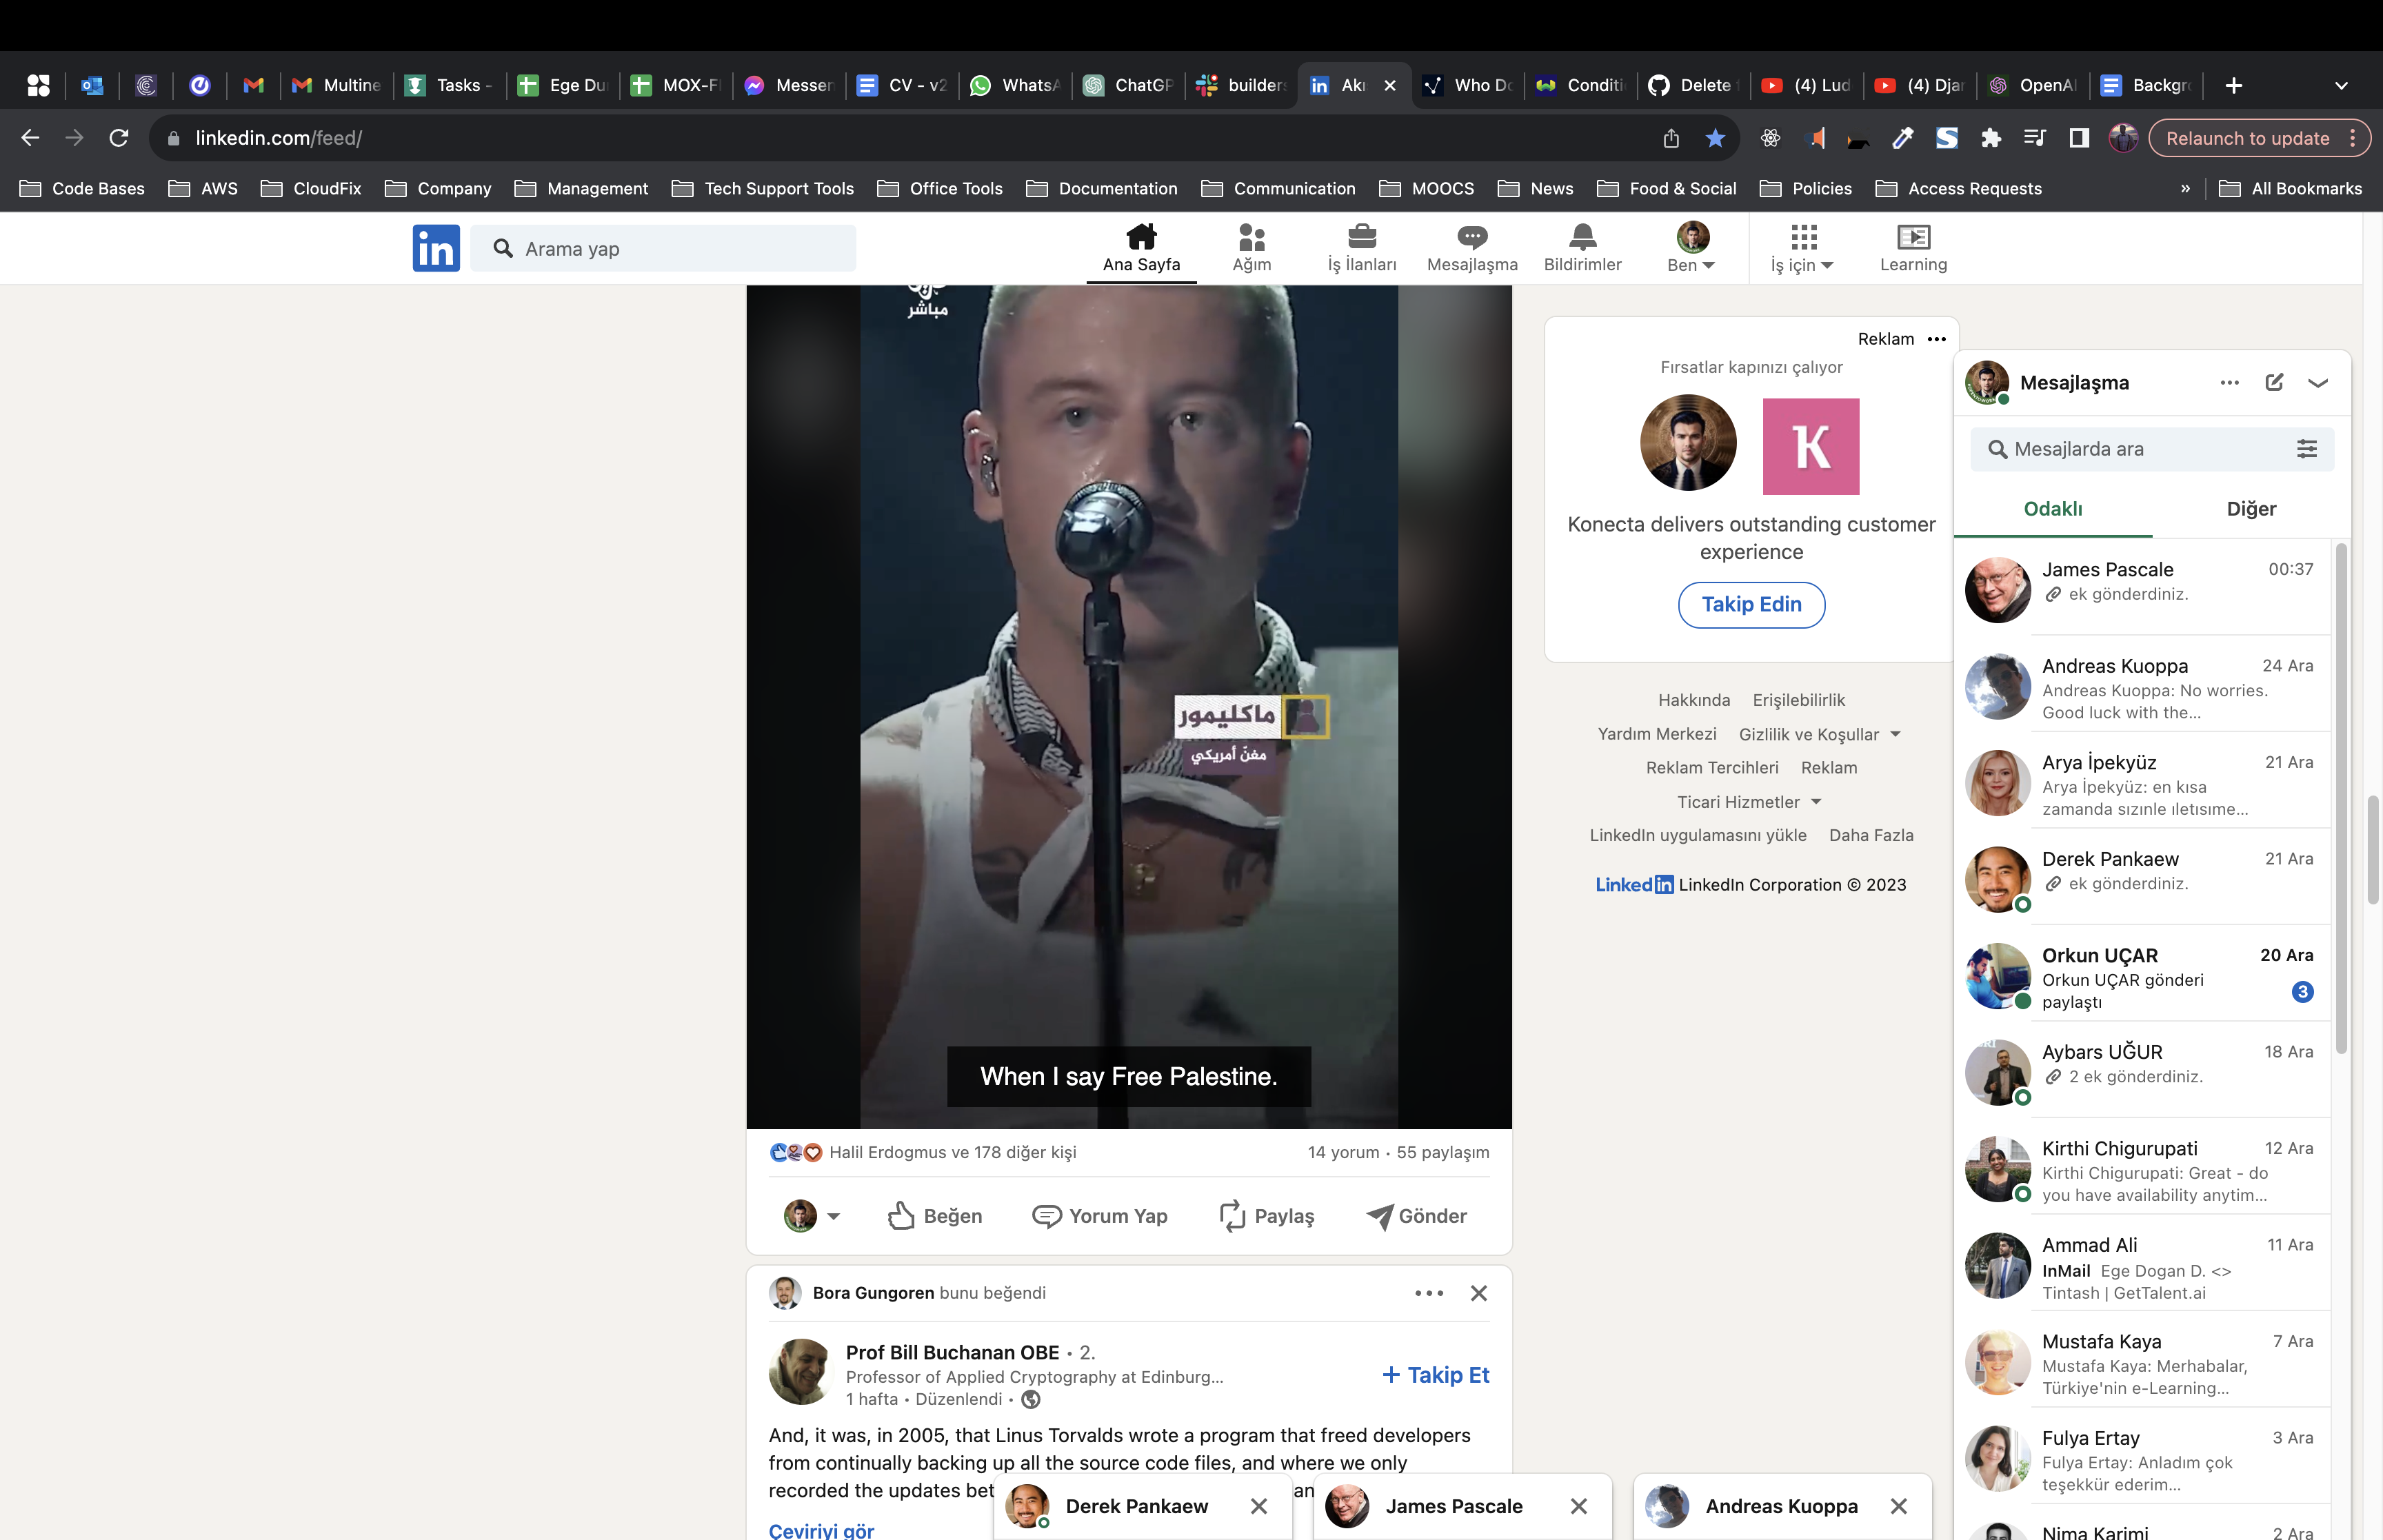 Multine
Tasks -
Ege Du
MOX-Fl
Messen
CV - v2
WhatsA
ChatGP
builders
Akı
Who Do
Conditi
Delete
(4) Lud
(4) Djar
OpenAI
Backgr
linkedin.com/feed/
Relaunch to update
Code Bases
AWS
CloudFix
Company
Management
Tech Support Tools
Office Tools
Documentation
Communication
MOOCS
News
Food & Social
Policies
Access Requests
»
All Bookmarks
in
Arama yap
Ana Sayfa
Ağım
İş İlanları
Mesajlaşma
Bildirimler
Ben
İş için
Learning
مباشر
ماكليمور
مغنّ أمريكي
When I say Free Palestine.
Halil Erdogmus ve 178 diğer kişi
14 yorum • 55 paylaşım
Beğen
Yorum Yap
Paylaş
Gönder
Bora Gungoren bunu beğendi
Prof Bill Buchanan OBE • 2.
Professor of Applied Cryptography at Edinburg...
1 hafta • Düzenlendi •
+ Takip Et
And, it was, in 2005, that Linus Torvalds wrote a program that freed developers
from continually backing up all the source code files, and where we only
recorded the updates bet
an
Çeviriyi gör
Reklam
Fırsatlar kapınızı çalıyor
K
Konecta delivers outstanding customer
experience
Takip Edin
Hakkında Erişilebilirlik
Yardım Merkezi Gizlilik ve Koşullar
Reklam Tercihleri Reklam
Ticari Hizmetler
LinkedIn uygulamasını yükle Daha Fazla
LinkedIn LinkedIn Corporation © 2023
Mesajlaşma
Mesajlarda ara
Odaklı
Diğer
James Pascale 00:37
ek gönderdiniz.
Andreas Kuoppa 24 Ara
Andreas Kuoppa: No worries.
Good luck with the...
Arya İpekyüz 21 Ara
Arya İpekyüz: en kısa
zamanda sızınle ıletısıme...
Derek Pankaew 21 Ara
ek gönderdiniz.
Orkun UÇAR 20 Ara
Orkun UÇAR gönderi
paylaştı
3
Aybars UĞUR 18 Ara
2 ek gönderdiniz.
Kirthi Chigurupati 12 Ara
Kirthi Chigurupati: Great - do
you have availability anytim...
Ammad Ali 11 Ara
InMail Ege Dogan D. <>
Tintash | GetTalent.ai
Mustafa Kaya 7 Ara
Mustafa Kaya: Merhabalar,
Türkiye'nin e-Learning...
Fulya Ertay 3 Ara
Fulya Ertay: Anladım çok
teşekkür ederim...
Nima Karimi 2 Ara
Derek Pankaew
James Pascale
Andreas Kuoppa